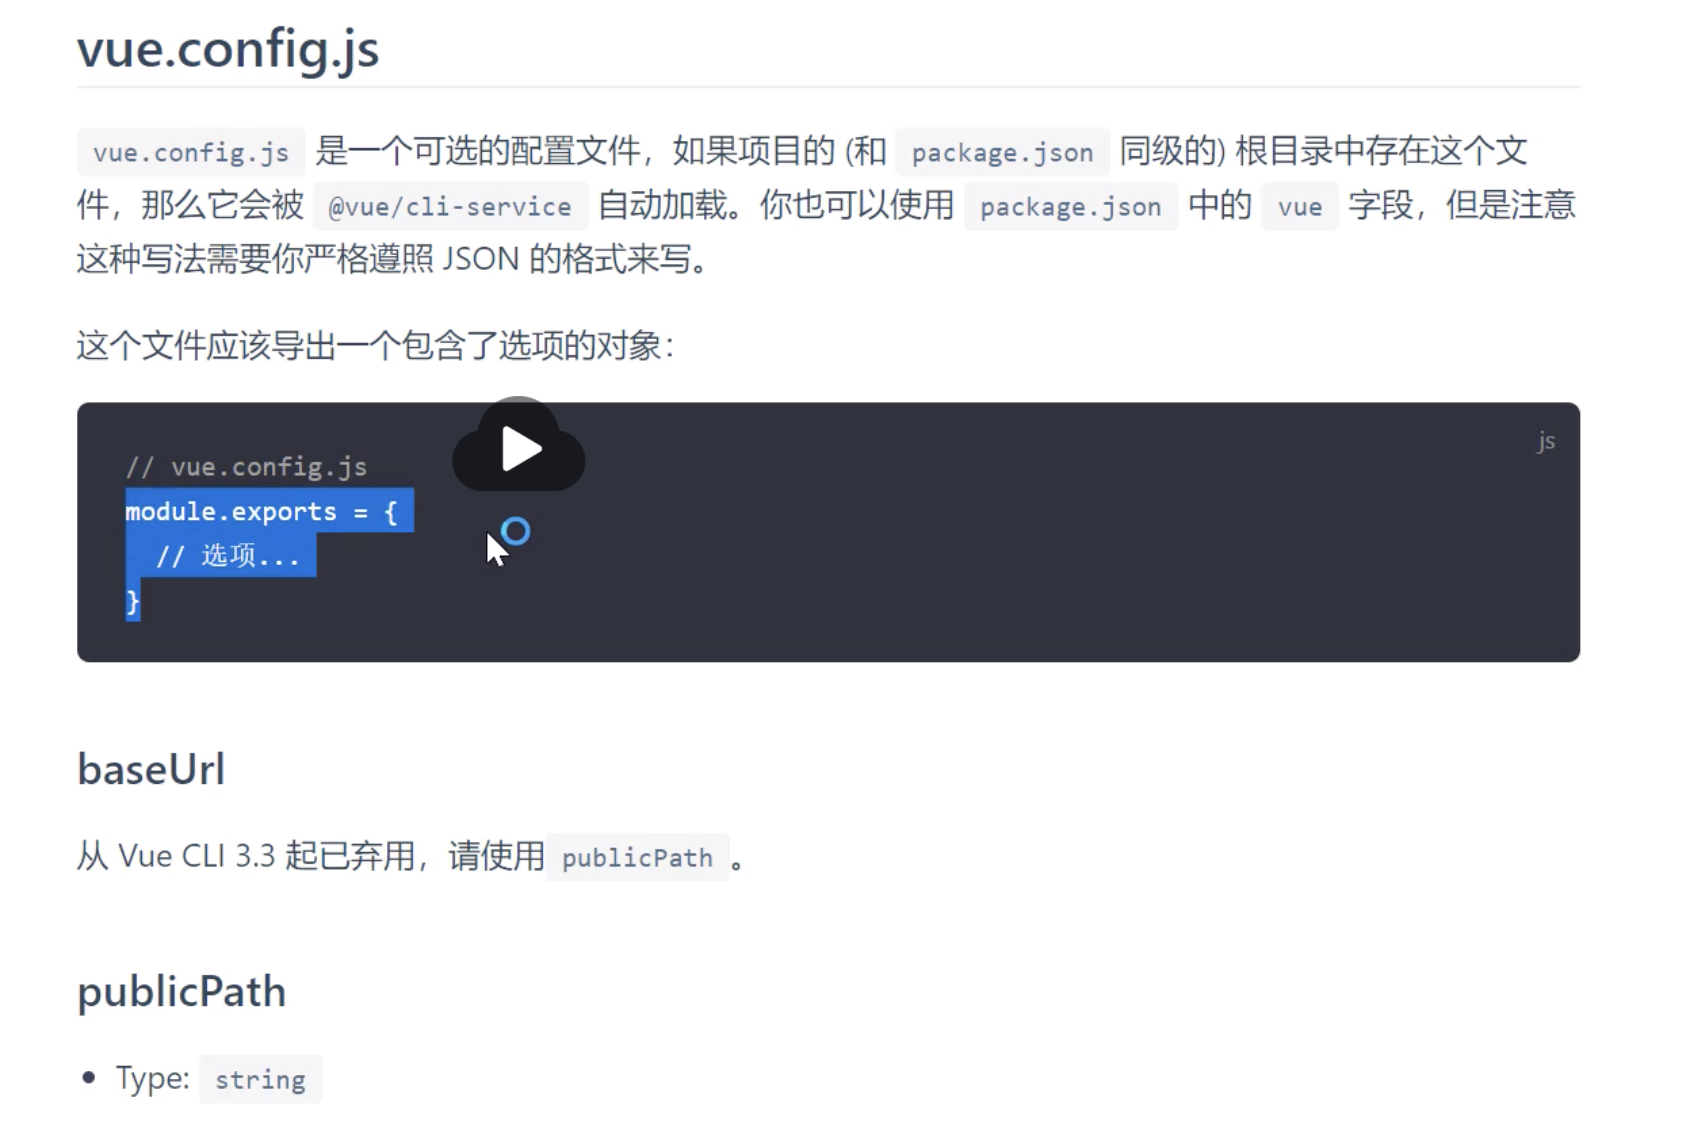 vue.config.js
vue.config.js 是一个可选的配置文件，如果项目的 (和 package.json 同级的) 根目录中存在这个文
件，那么它会被 @vue/cli-service 自动加载。你也可以使用 package.json 中的 vue 字段，但是注意
这种写法需要你严格遵照 JSON 的格式来写。
这个文件应该导出一个包含了选项的对象：
js
// vue.config.js
module.exports = {
  // 选项...
}
baseUrl
从 Vue CLI 3.3 起已弃用，请使用 publicPath 。
publicPath
• Type: string